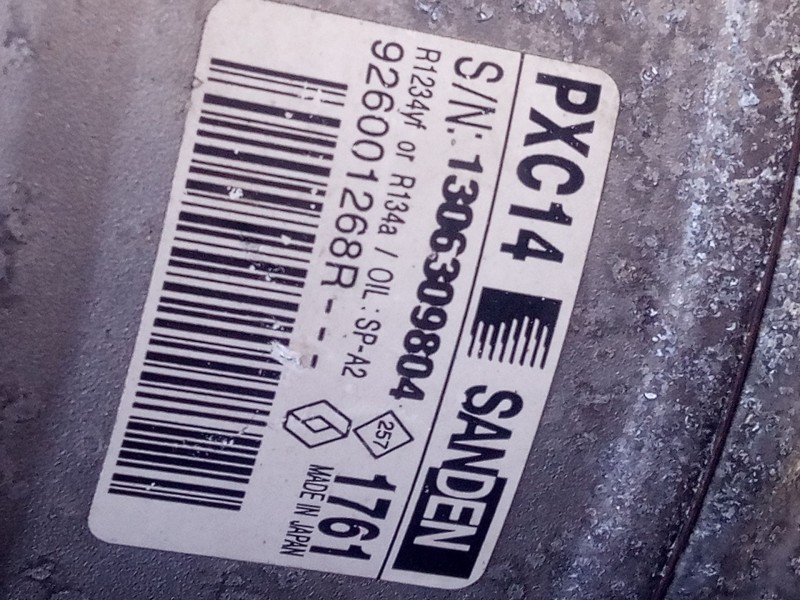 PXC14 SANDEN
S/N: 1306309804
R1234yf or R134a / OIL : SP-A2
926001268R---
257
1761
MADE IN JAPAN